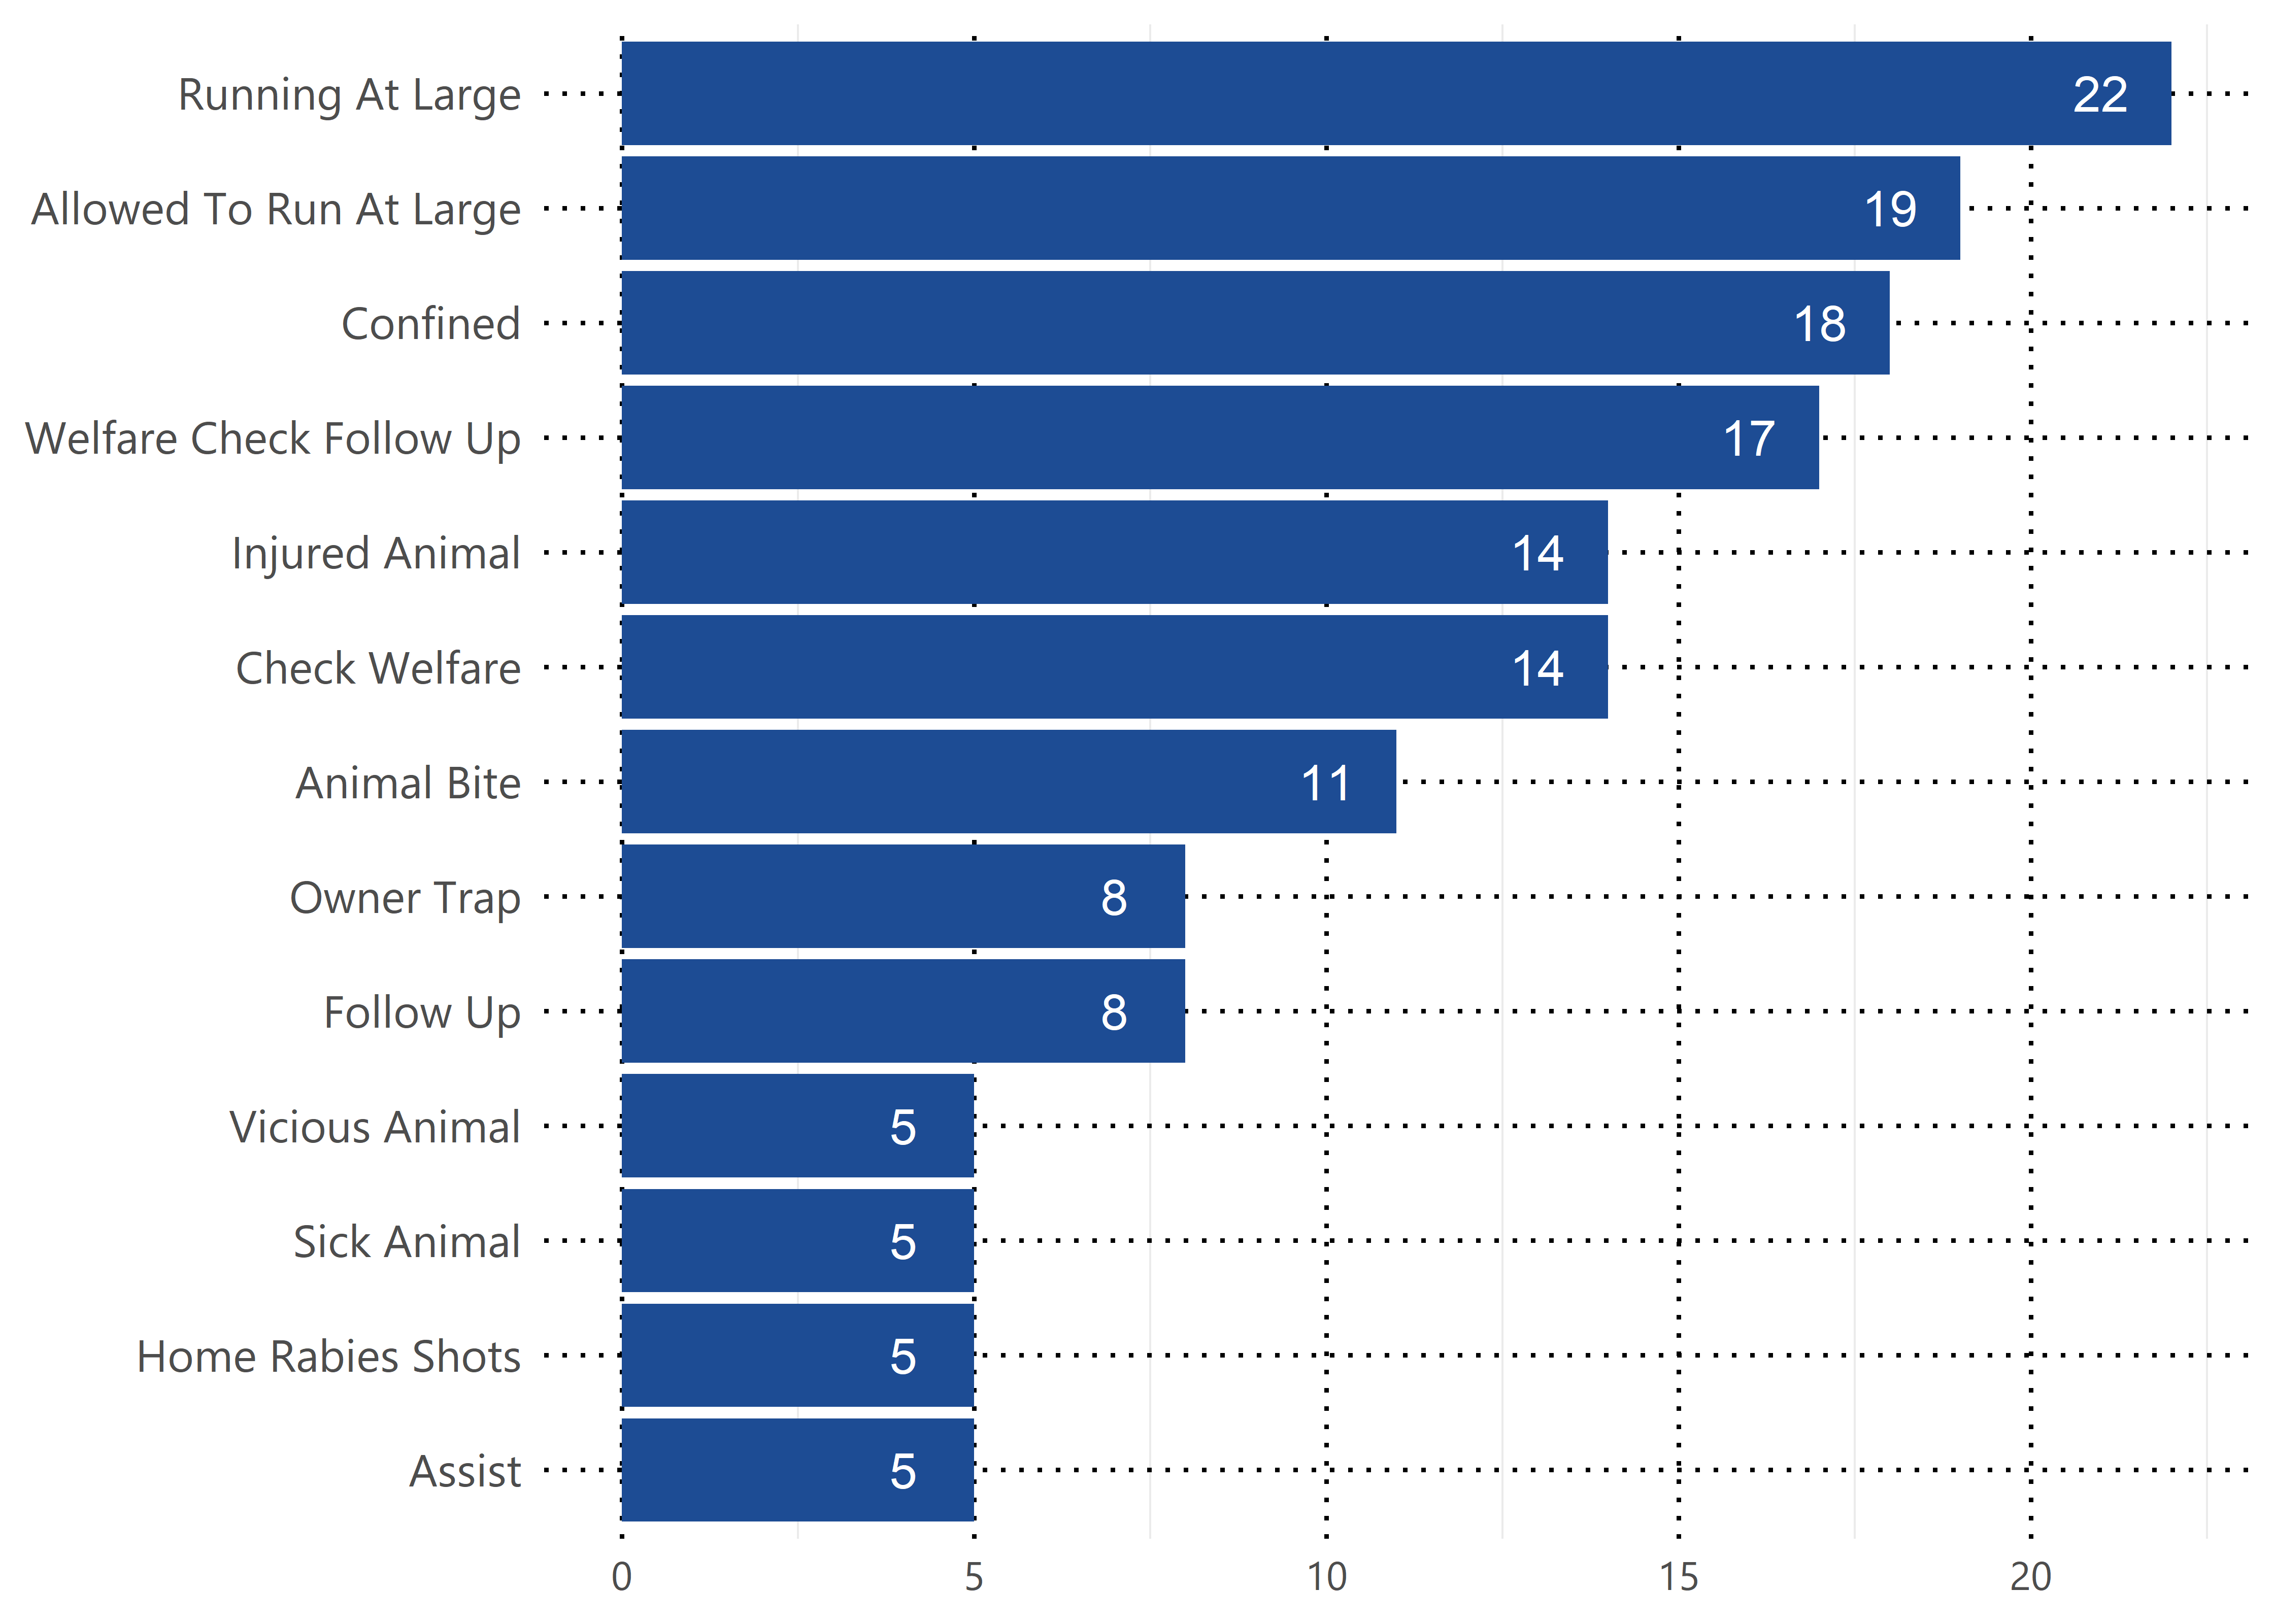 Running At Large 22
Allowed To Run At Large 19
Confined 18
Welfare Check Follow Up 17
Injured Animal 14
Check Welfare 14
Animal Bite 11
Owner Trap 8
Follow Up 8
Vicious Animal 5
Sick Animal 5
Home Rabies Shots 5
Assist 5
0 5 10 15 20